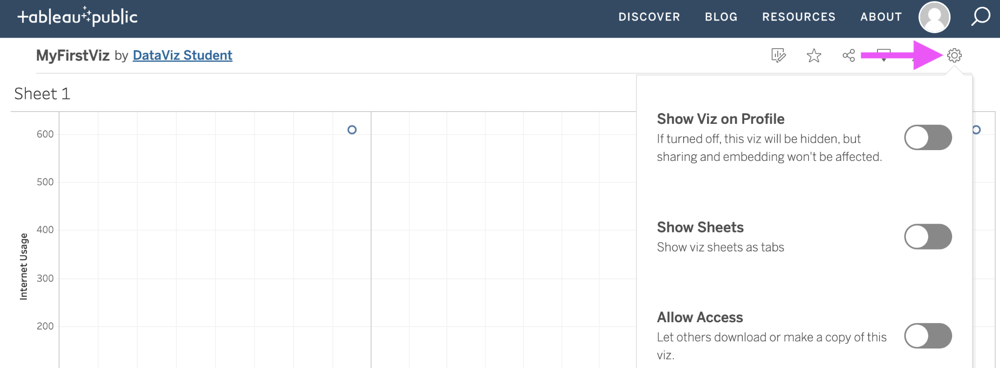 +ableau+public
DISCOVER BLOG RESOURCES ABOUT
MyFirstViz by DataViz Student
Sheet 1
Show Viz on Profile
If turned off, this viz will be hidden, but
sharing and embedding won't be affected.
Show Sheets
Show viz sheets as tabs
Allow Access
Let others download or make a copy of this
viz.
Internet Usage
600
500
400
300
200